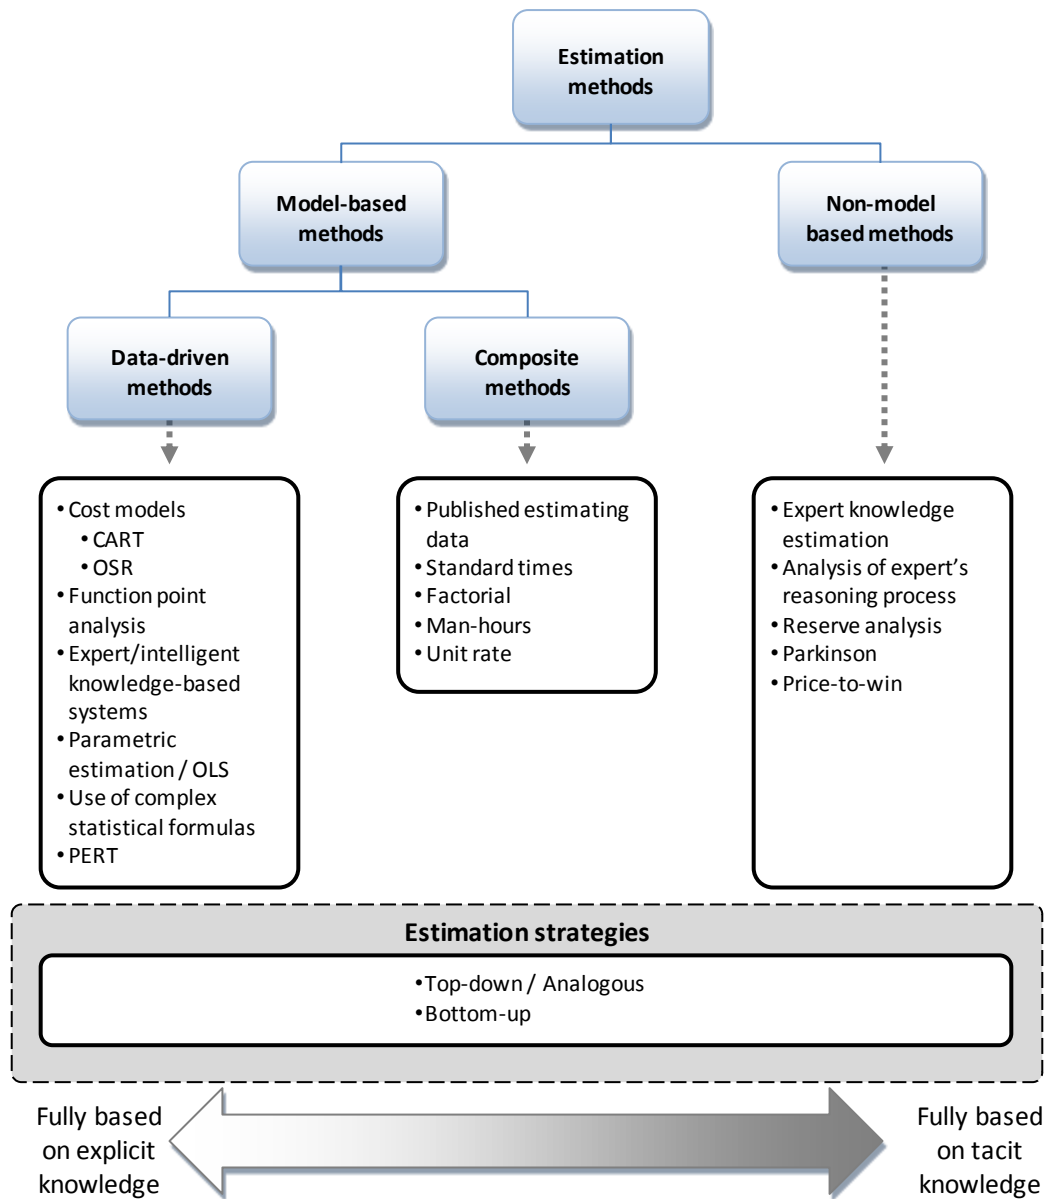 Estimation
methods
Model-based
methods
Non-model
based methods
Data-driven
methods
Composite
methods
•Cost models
•CART
•OSR
•Function point
analysis
•Expert/intelligent
knowledge-based
systems
•Parametric
estimation / OLS
•Use of complex
statistical formulas
•PERT
•Published estimating
data
•Standard times
•Factorial
•Man-hours
•Unit rate
•Expert knowledge
estimation
•Analysis of expert’s
reasoning process
•Reserve analysis
•Parkinson
•Price-to-win
Estimation strategies
•Top-down / Analogous
•Bottom-up
Fully based
on explicit
knowledge
Fully based
on tacit
knowledge